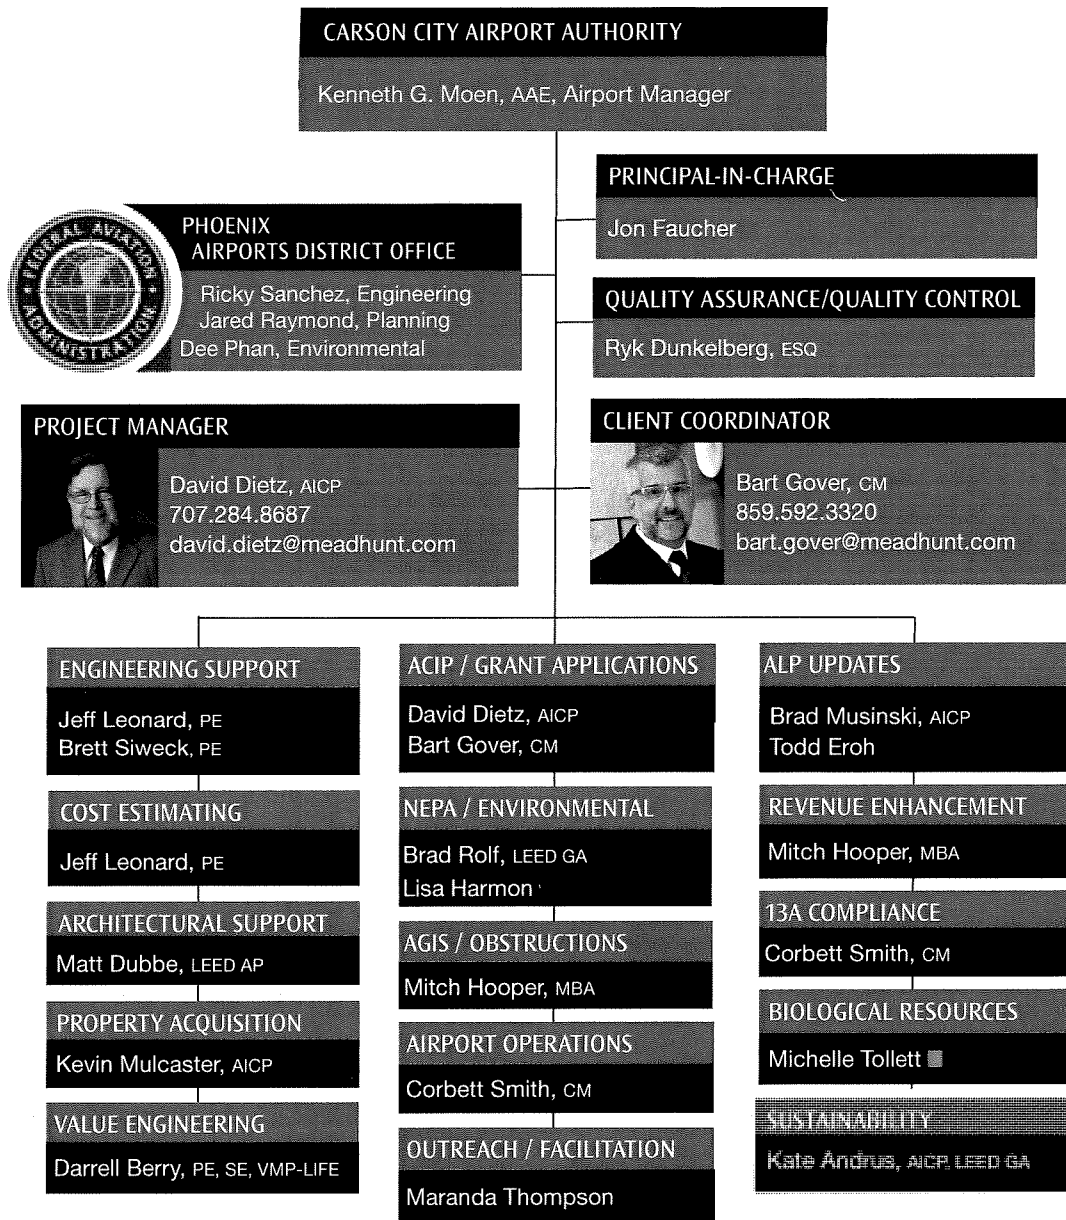 CARSON CITY AIRPORT AUTHORITY
Kenneth G. Moen, AAE, Airport Manager
PRINCIPAL-IN-CHARGE
Jon Faucher
FEDERAL AVIATION
ADMINISTRATION
PHOENIX
AIRPORTS DISTRICT OFFICE
Ricky Sanchez, Engineering
Jared Raymond, Planning
Dee Phan, Environmental
QUALITY ASSURANCE/QUALITY CONTROL
Ryk Dunkelberg, ESQ
PROJECT MANAGER
David Dietz, AICP
707.284.8687
david.dietz@meadhunt.com
CLIENT COORDINATOR
Bart Gover, CM
859.592.3320
bart.gover@meadhunt.com
ENGINEERING SUPPORT
Jeff Leonard, PE
Brett Siweck, PE
COST ESTIMATING
Jeff Leonard, PE
ARCHITECTURAL SUPPORT
Matt Dubbe, LEED AP
PROPERTY ACQUISITION
Kevin Mulcaster, AICP
VALUE ENGINEERING
Darrell Berry, PE, SE, VMP-LIFE
ACIP / GRANT APPLICATIONS
David Dietz, AICP
Bart Gover, CM
NEPA / ENVIRONMENTAL
Brad Rolf, LEED GA
Lisa Harmon
AGIS / OBSTRUCTIONS
Mitch Hooper, MBA
AIRPORT OPERATIONS
Corbett Smith, CM
OUTREACH / FACILITATION
Maranda Thompson
ALP UPDATES
Brad Musinski, AICP
Todd Eroh
REVENUE ENHANCEMENT
Mitch Hooper, MBA
13A COMPLIANCE
Corbett Smith, CM
BIOLOGICAL RESOURCES
Michelle Tollett
SUSTAINABILITY
Kate Andrus, AICP, LEED GA